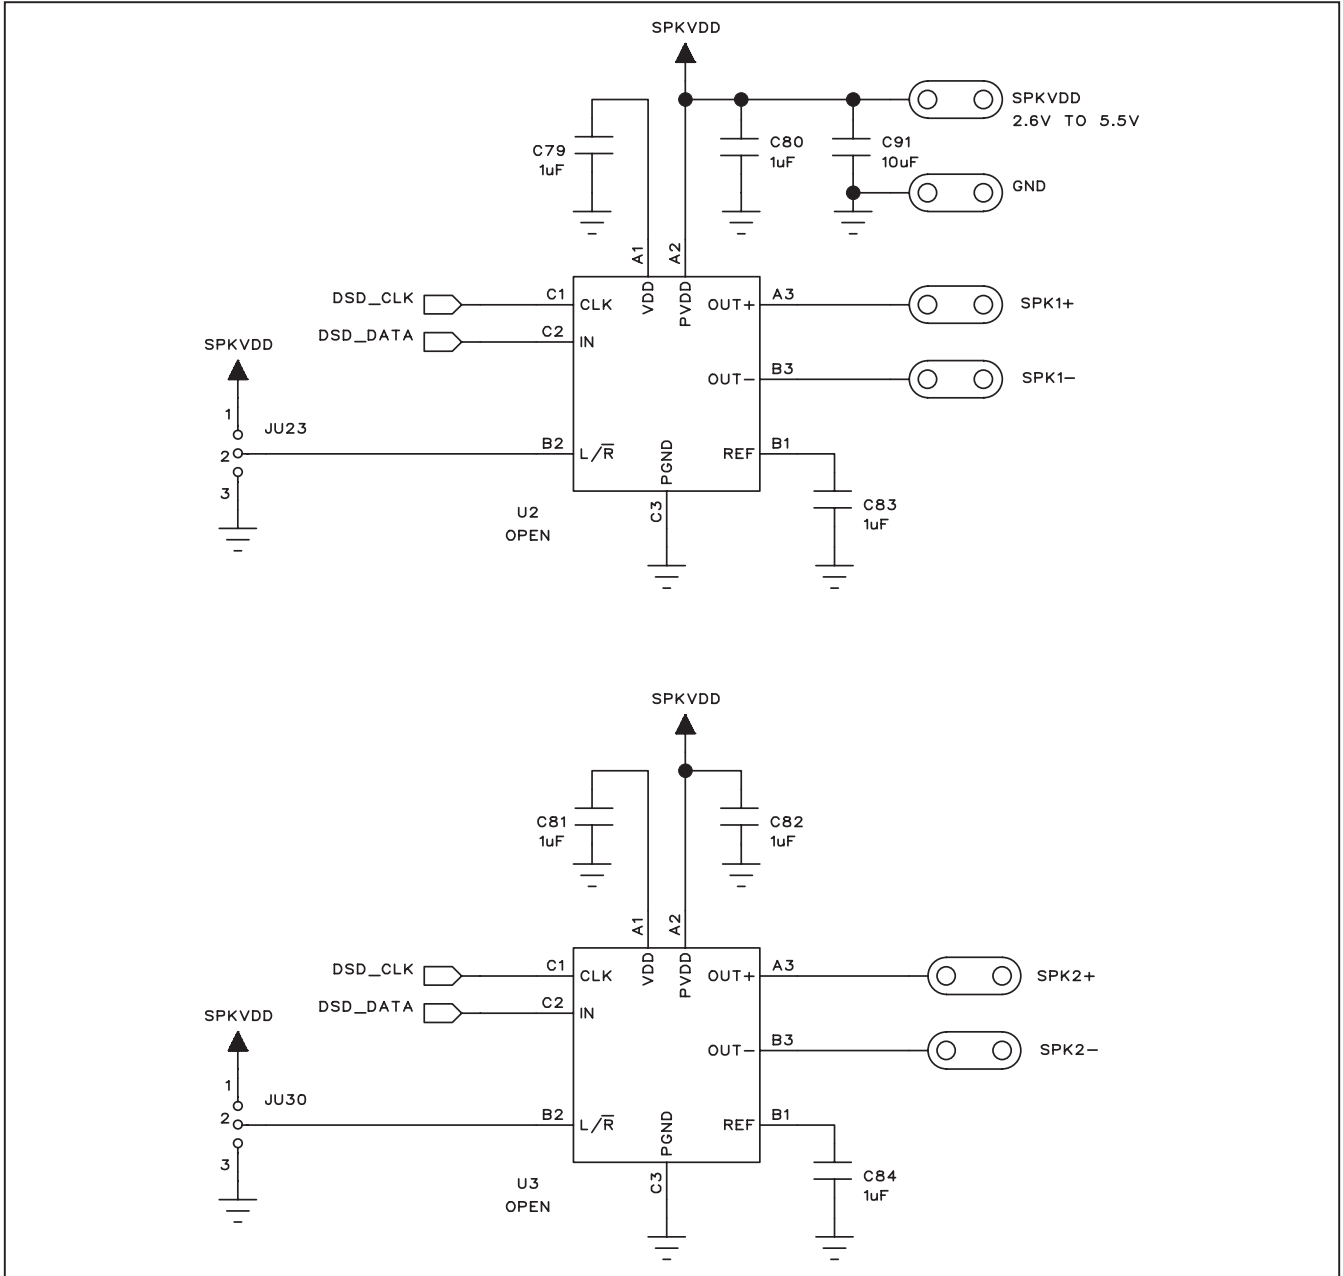 SPKVDD
SPKVDD
2.6V TO 5.5V
C79
1uF
C80
1uF
C91
10uF
GND
A1
A2
DSD_CLK
C1
CLK
VDD
PVDD
OUT+
A3
SPK1+
DSD_DATA
C2
IN
SPKVDD
OUT-
B3
SPK1-
1
JU23
2
B2
L/R̅
PGND
REF
B1
3
C3
C83
1uF
U2
OPEN
SPKVDD
C81
1uF
C82
1uF
A1
A2
DSD_CLK
C1
CLK
VDD
PVDD
OUT+
A3
SPK2+
DSD_DATA
C2
IN
SPKVDD
OUT-
B3
SPK2-
1
JU30
2
B2
L/R̅
PGND
REF
B1
3
C3
C84
1uF
U3
OPEN